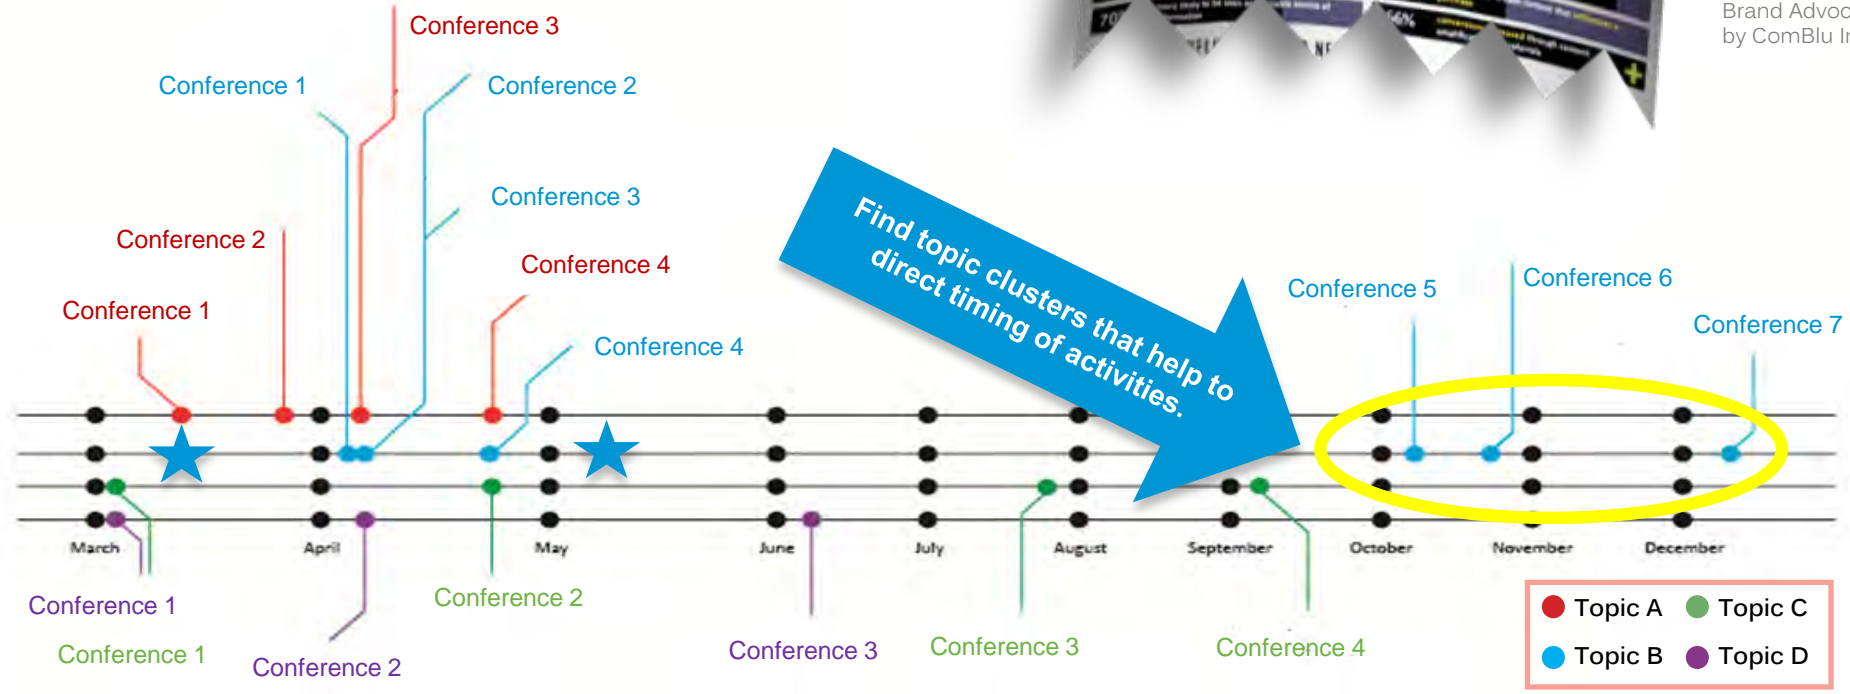 Brand Advoc
by ComBlu In
70%
66%
Conference 3
Conference 1
Conference 2
Conference 3
Conference 2
Conference 4
Conference 1
Conference 4
Find topic clusters that help to
direct timing of activities.
Conference 5
Conference 6
Conference 7
March
April
May
June
July
August
September
October
November
December
Conference 1
Conference 1
Conference 2
Conference 2
Conference 3
Conference 3
Conference 4
Topic A
Topic C
Topic B
Topic D